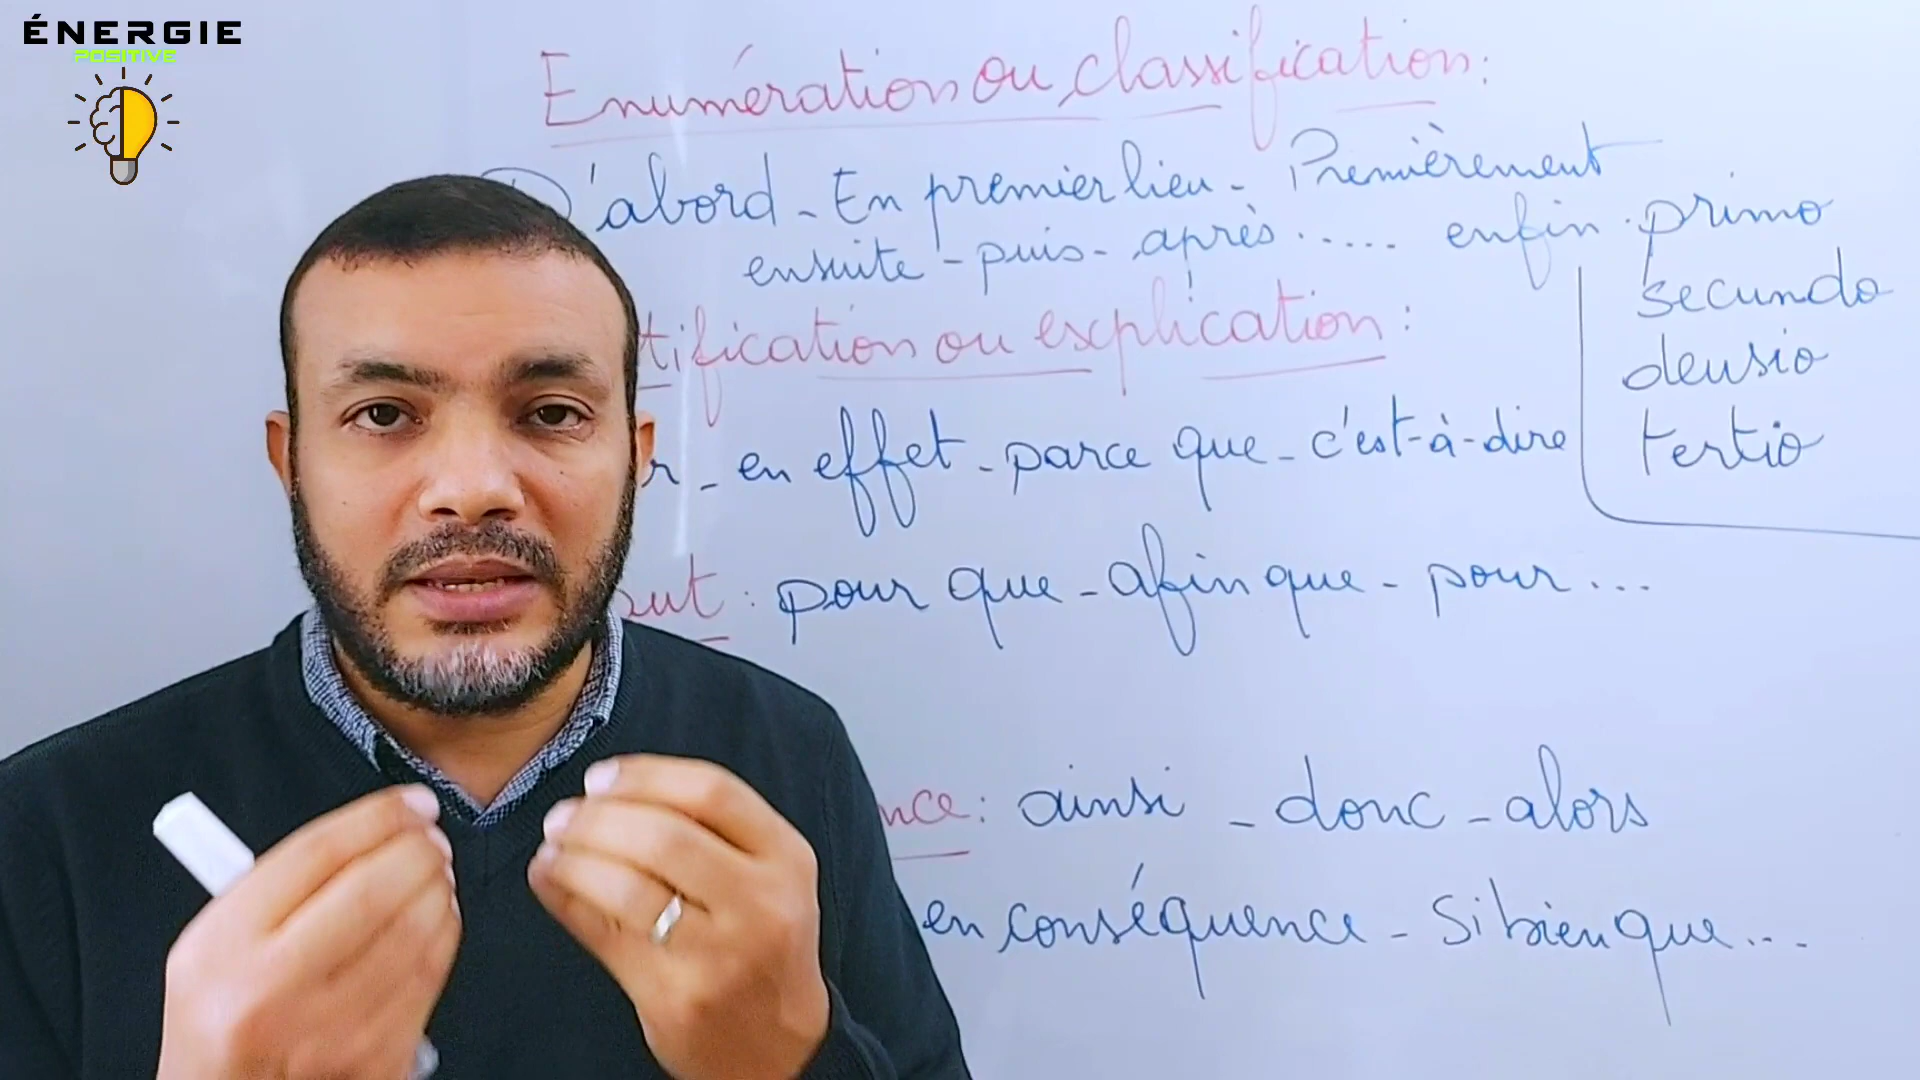 ÉNERGIE
POSITIVE
Enumération ou classification:
D'abord - En premier lieu - Premièrement
ensuite - puis - après ..... enfin.
primo
secundo
deusio
tertio
tification ou explication:
r - en effet - parce que - c'est-à-dire
but : pour que - afin que - pour ...
nce: ainsi - donc - alors
en conséquence - Si bien que...